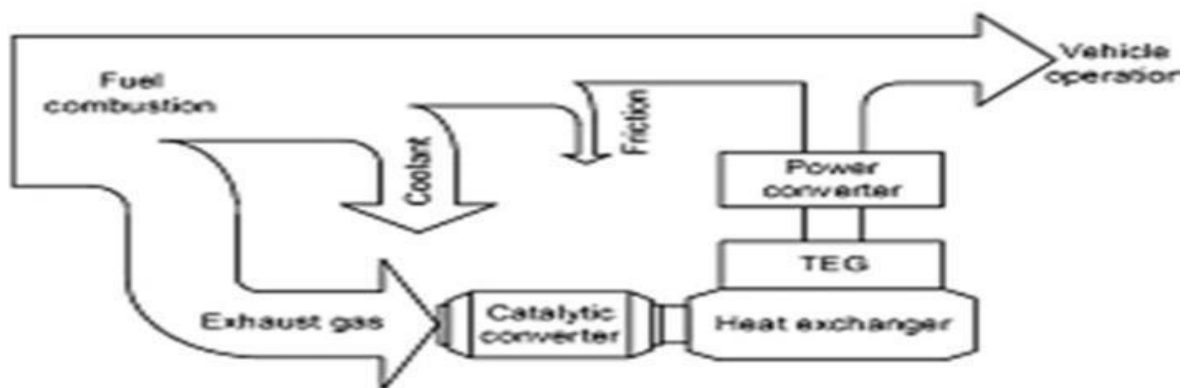 Vehicle
operation
Fuel
combustion
Coolant
Friction
Power
converter
TEG
Exhaust gas
Catalytic
converter
Heat exchanger